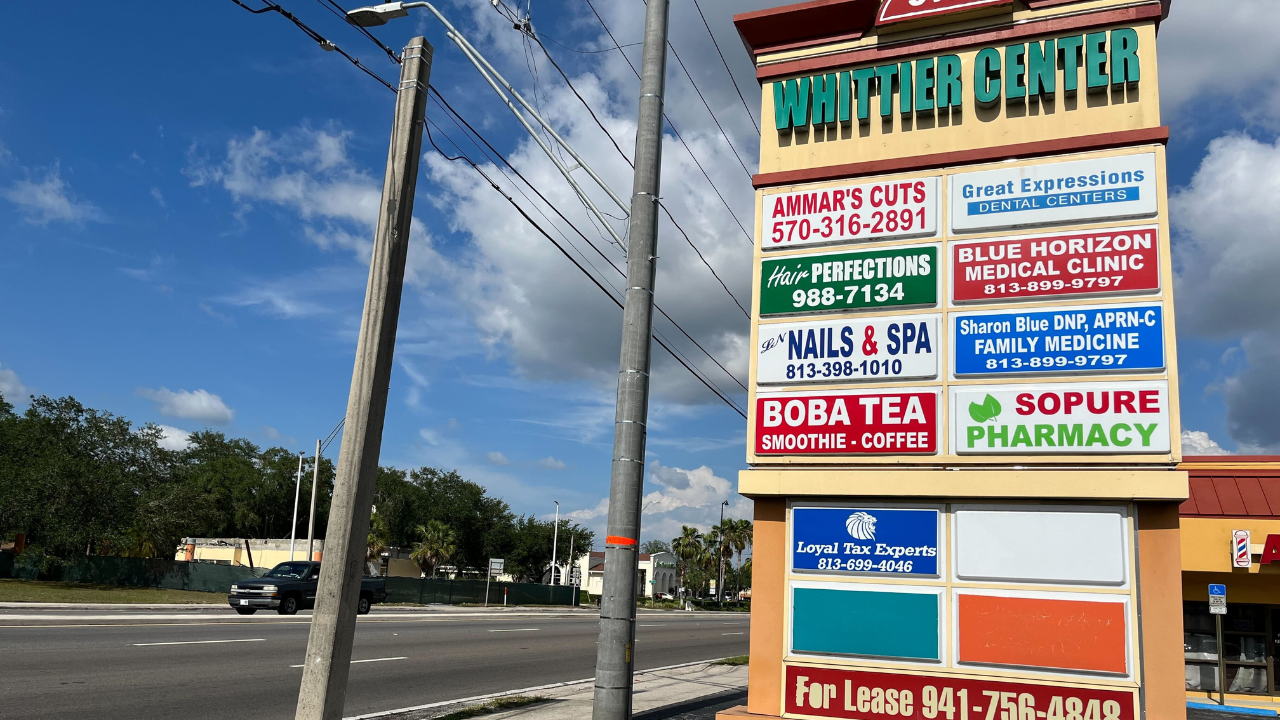 WHITTIER CENTER
AMMAR'S CUTS
570-316-2891
Great Expressions
DENTAL CENTERS
Hair PERFECTIONS
988-7134
BLUE HORIZON
MEDICAL CLINIC
813-899-9797
L&N NAILS & SPA
813-398-1010
Sharon Blue DNP, APRN-C
FAMILY MEDICINE
813-899-9797
BOBA TEA
SMOOTHIE - COFFEE
SOPURE
PHARMACY
Loyal Tax Experts
813-699-4046
For Lease 941-756-4848